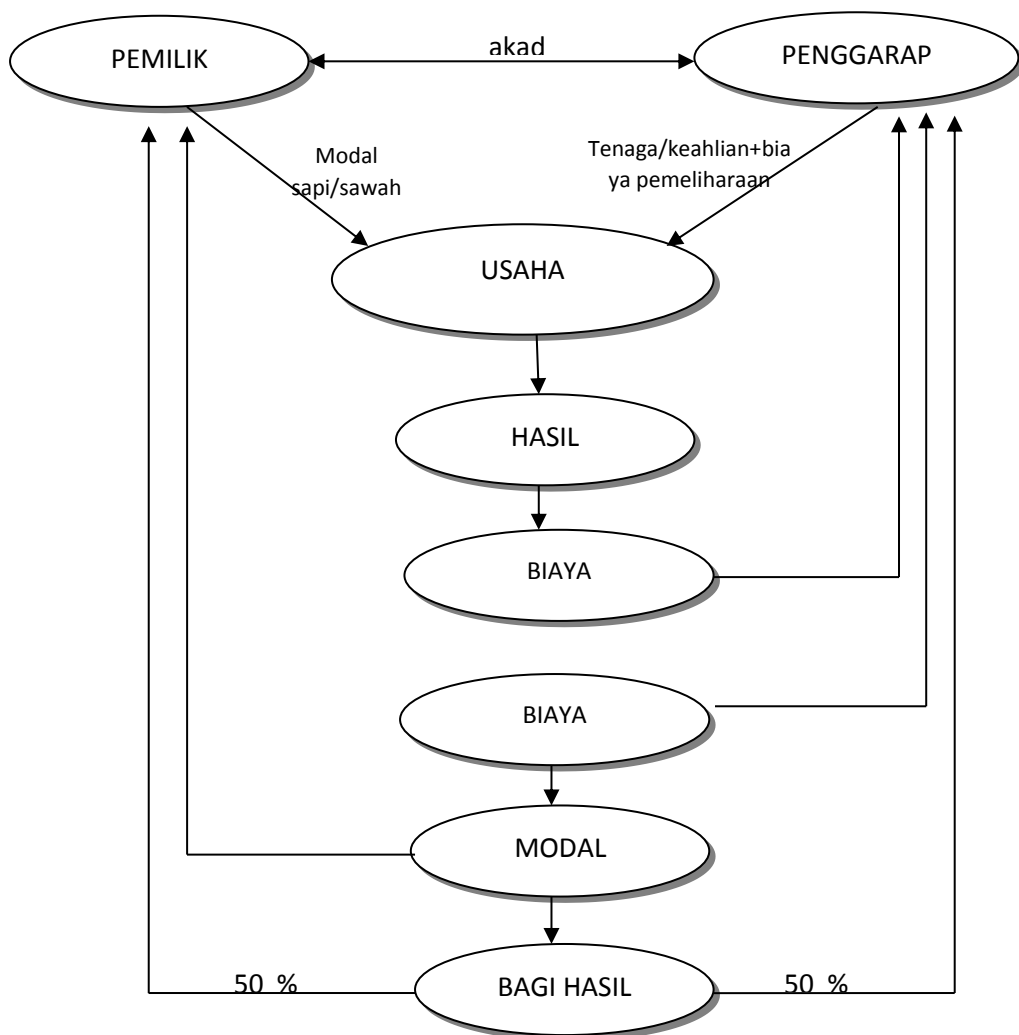 PEMILIK
akad
PENGGARAP
Modal
sapi/sawah
Tenaga/keahlian+bia
ya pemeliharaan
USAHA
HASIL
BIAYA
BIAYA
MODAL
50 %
BAGI HASIL
50 %